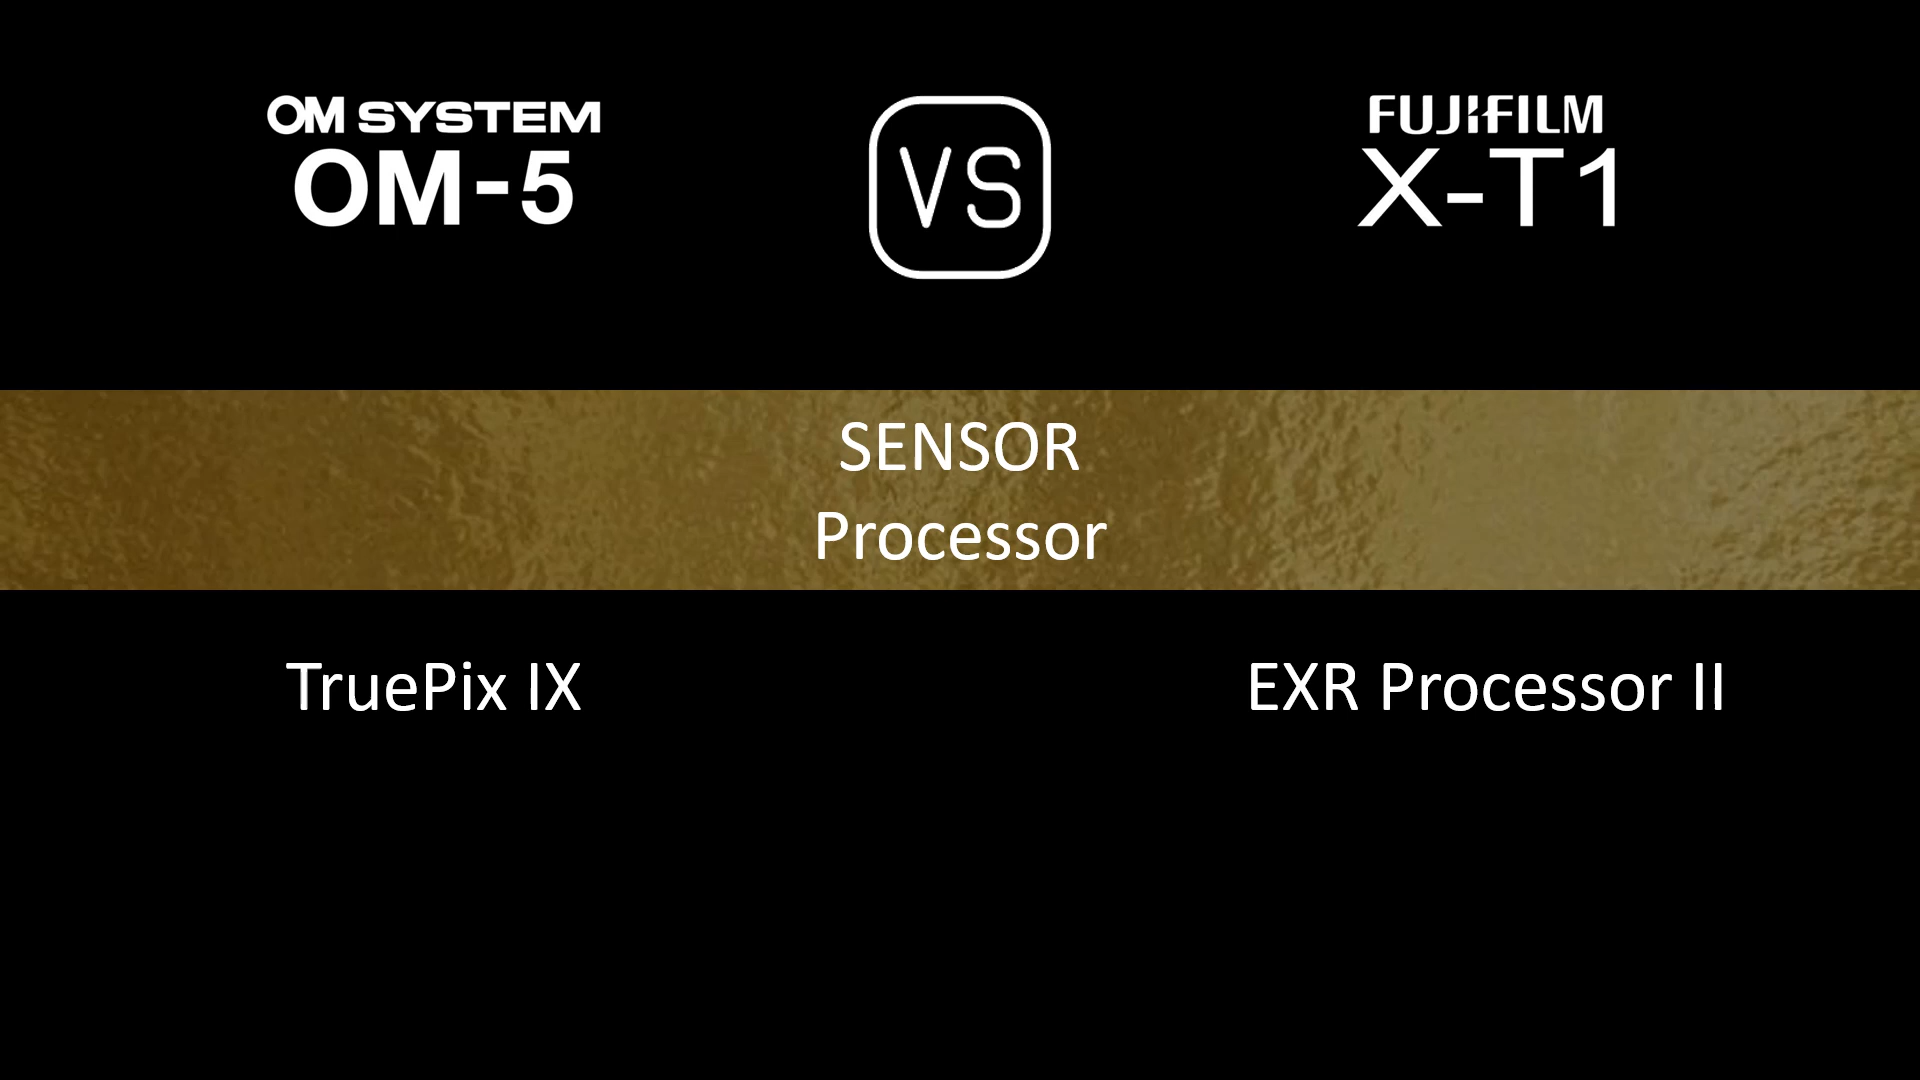 OM SYSTEM
OM-5
VS
FUJIFILM
X-T1
SENSOR
Processor
TruePix IX
EXR Processor II